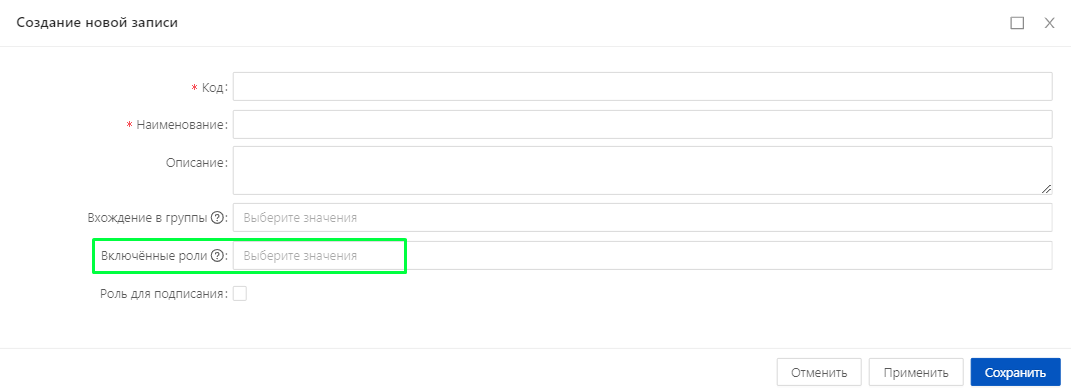 Создание новой записи
* Код:
* Наименование:
Описание:
Вхождение в группы ?: Выберите значения
Включённые роли ?: Выберите значения
Роль для подписания:
Отменить Применить Сохранить